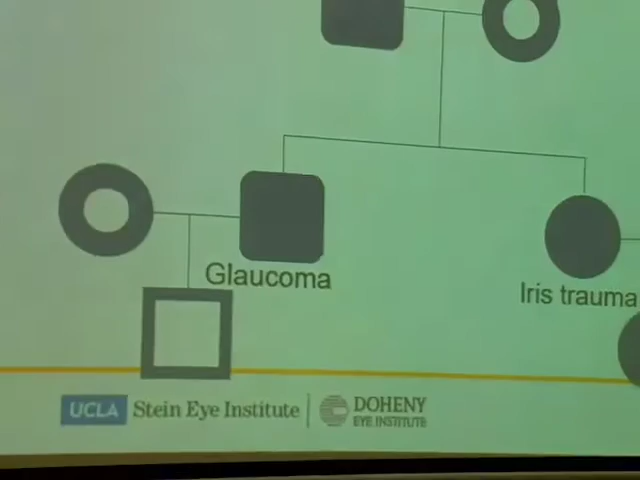 Glaucoma
Iris trauma
UCLA Stein Eye Institute DOHENY
EYE INSTITUTE